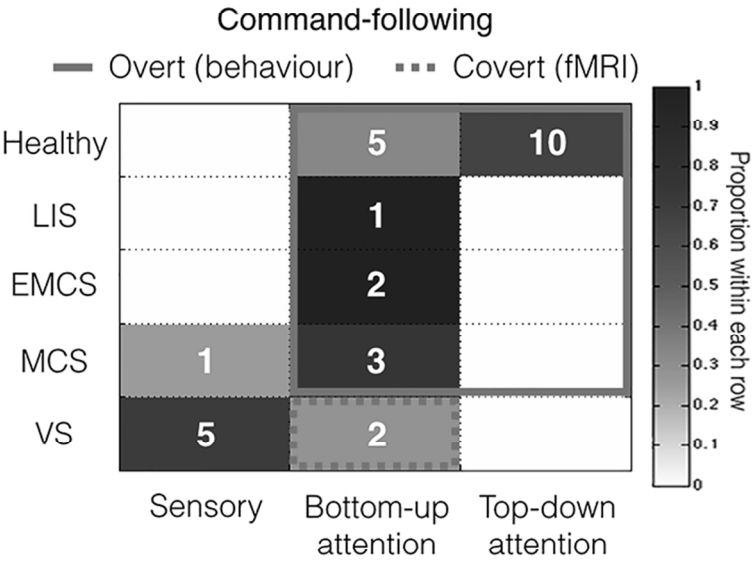 Command-following
Overt (behaviour) Covert (fMRI)
Healthy 5 10
LIS 1
EMCS 2
MCS 1 3
VS 5 2
Sensory Bottom-up attention Top-down attention
1
0.9
0.8
0.7
0.6
0.5
0.4
0.3
0.2
0.1
0
Proportion within each row